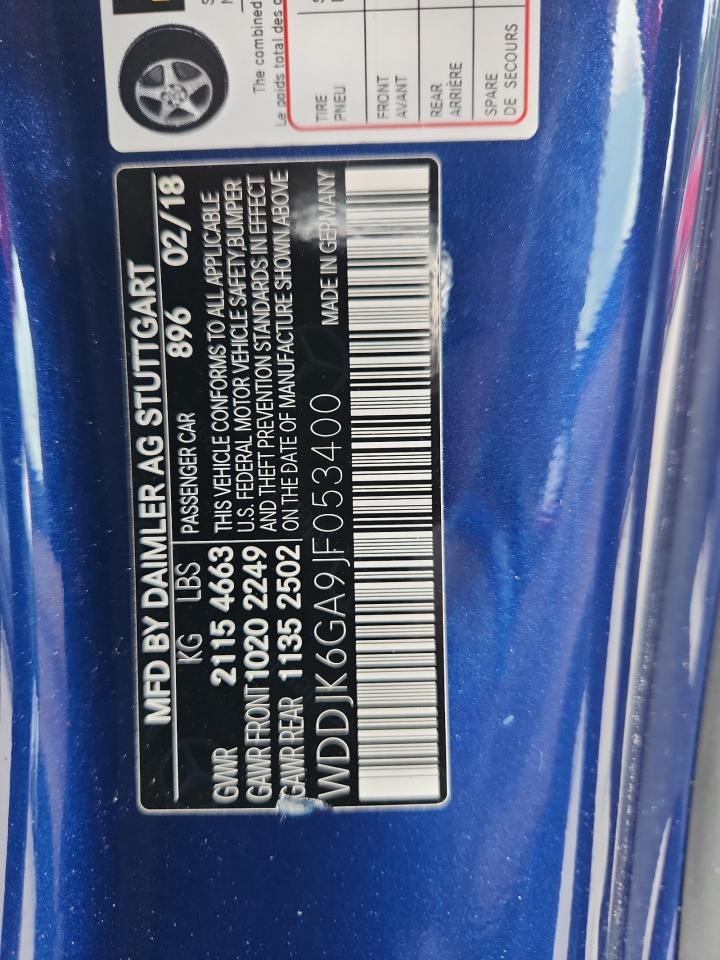 MFD BY DAIMLER AG STUTTGART
KG LBS PASSENGER CAR 896 02/18
GVWR 2115 4663 THIS VEHICLE CONFORMS TO ALL APPLICABLE
U.S. FEDERAL MOTOR VEHICLE SAFETY, BUMPER
GAWR FRONT 1020 2249 AND THEFT PREVENTION STANDARDS IN EFFECT
GAWR REAR 1135 2502 ON THE DATE OF MANUFACTURE SHOWN ABOVE
WDDJK6GA9JF053400 MADE IN GERMANY
The combined
Le poids total des
TIRE
PNEU
FRONT
AVANT
REAR
ARRIÈRE
SPARE
DE SECOURS